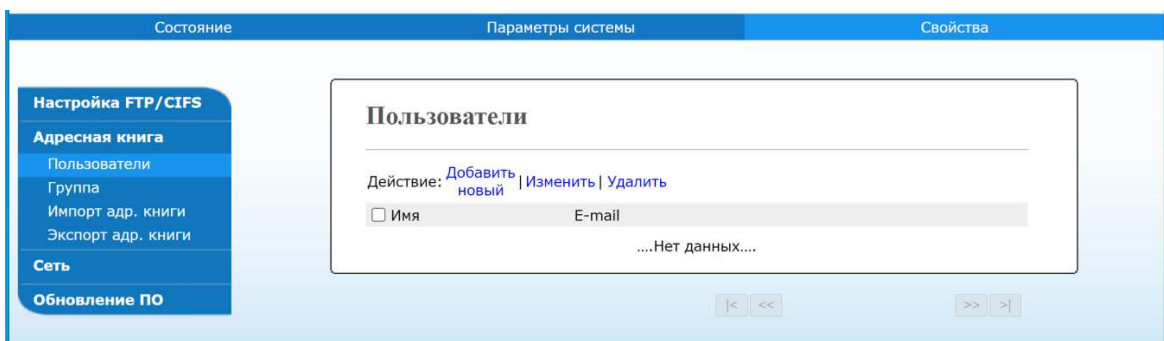 Состояние Параметры системы Свойства
Настройка FTP/CIFS
Адресная книга
Пользователи
Группа
Импорт адр. книги
Экспорт адр. книги
Сеть
Обновление ПО
Пользователи
Действие: Добавить новый | Изменить | Удалить
Имя E-mail
....Нет данных....
|< << >> >|